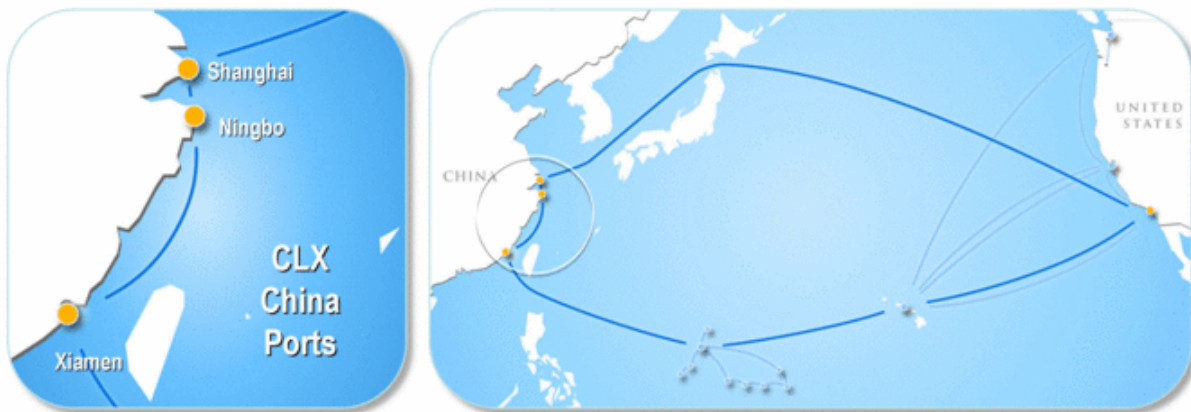 Shanghai
Ningbo
CLX
China
Ports
Xiamen
CHINA
UNITED
STATES